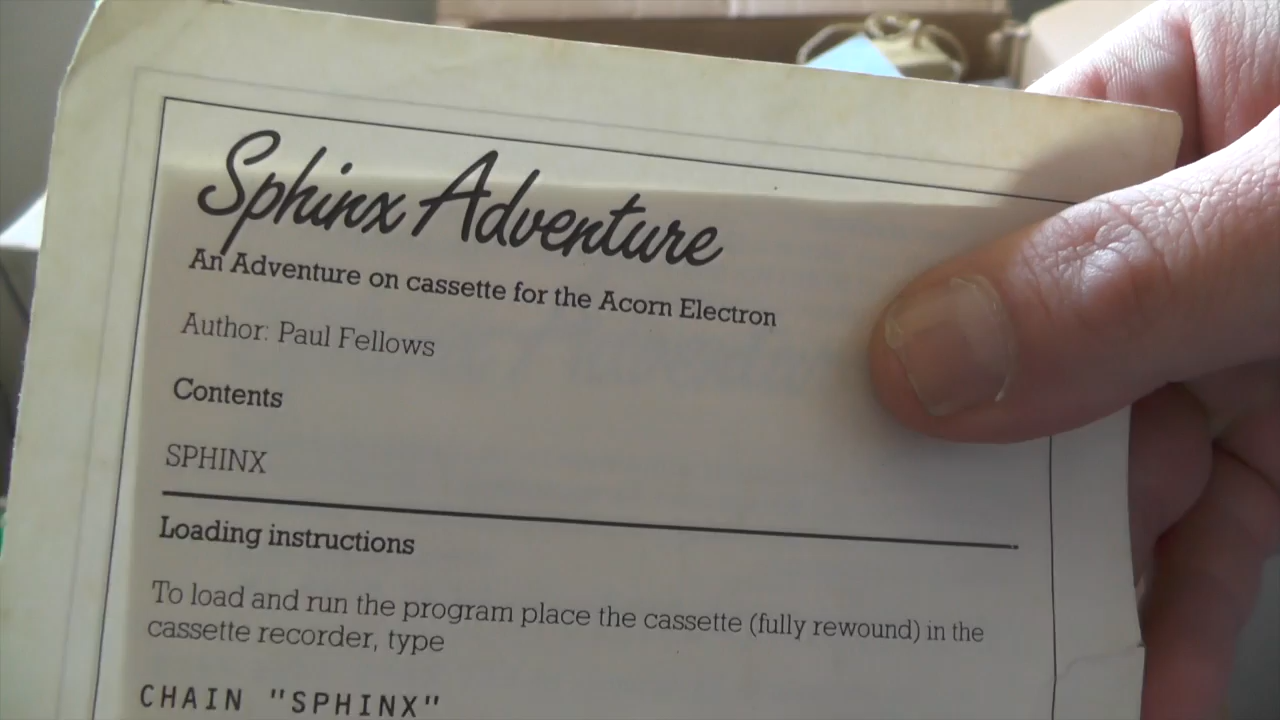 Sphinx Adventure
An Adventure on cassette for the Acorn Electron
Author: Paul Fellows
Contents
SPHINX
Loading instructions
To load and run the program place the cassette (fully rewound) in the
cassette recorder, type
CHAIN "SPHINX"